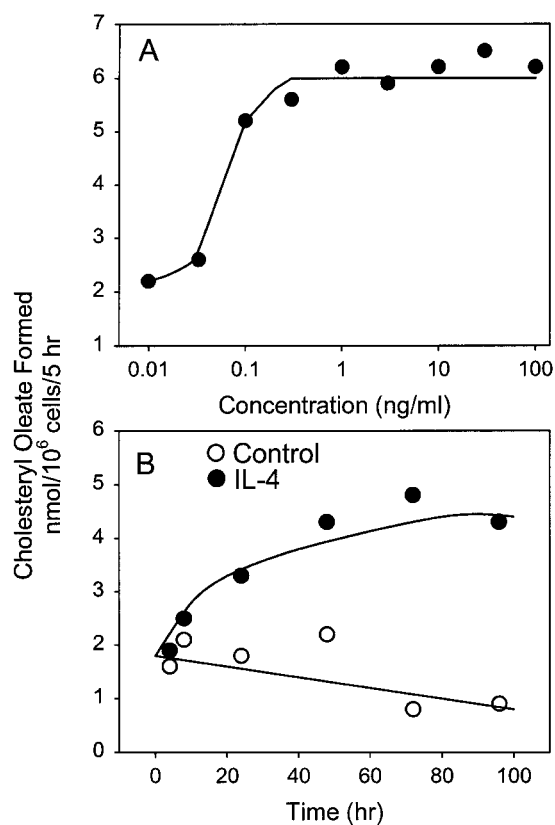 Cholesteryl Oleate Formed
nmol/10⁶ cells/5 hr
A
7
6
5
4
3
2
1
0.01 0.1 1 10 100
Concentration (ng/ml)
B
Control
IL-4
6
5
4
3
2
1
0
0 20 40 60 80 100
Time (hr)